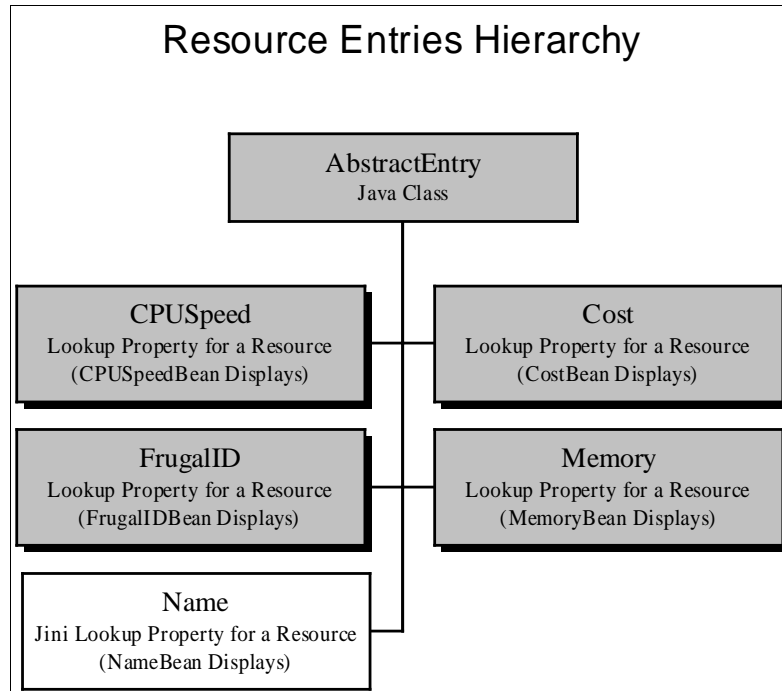 Resource Entries Hierarchy
AbstractEntry
Java Class
CPUSpeed
Lookup Property for a Resource
(CPUSpeedBean Displays)
Cost
Lookup Property for a Resource
(CostBean Displays)
FrugalID
Lookup Property for a Resource
(FrugalIDBean Displays)
Memory
Lookup Property for a Resource
(MemoryBean Displays)
Name
Jini Lookup Property for a Resource
(NameBean Displays)